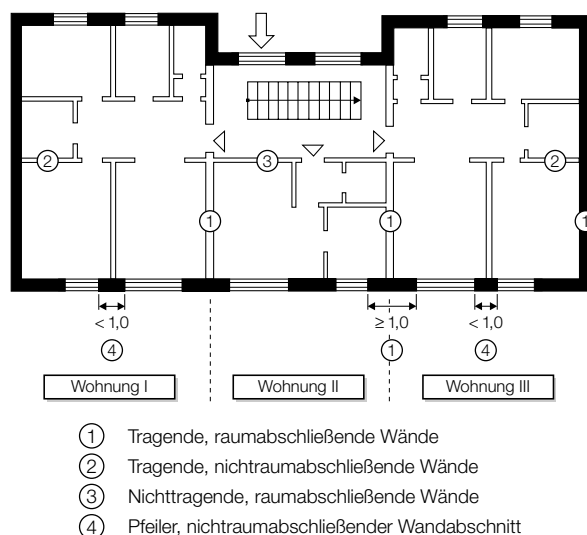 2
3
2
1
1
1
< 1,0
≥ 1,0
< 1,0
4
1
4
Wohnung I
Wohnung II
Wohnung III
1 Tragende, raumabschließende Wände
2 Tragende, nichtraumabschließende Wände
3 Nichttragende, raumabschließende Wände
4 Pfeiler, nichtraumabschließender Wandabschnitt